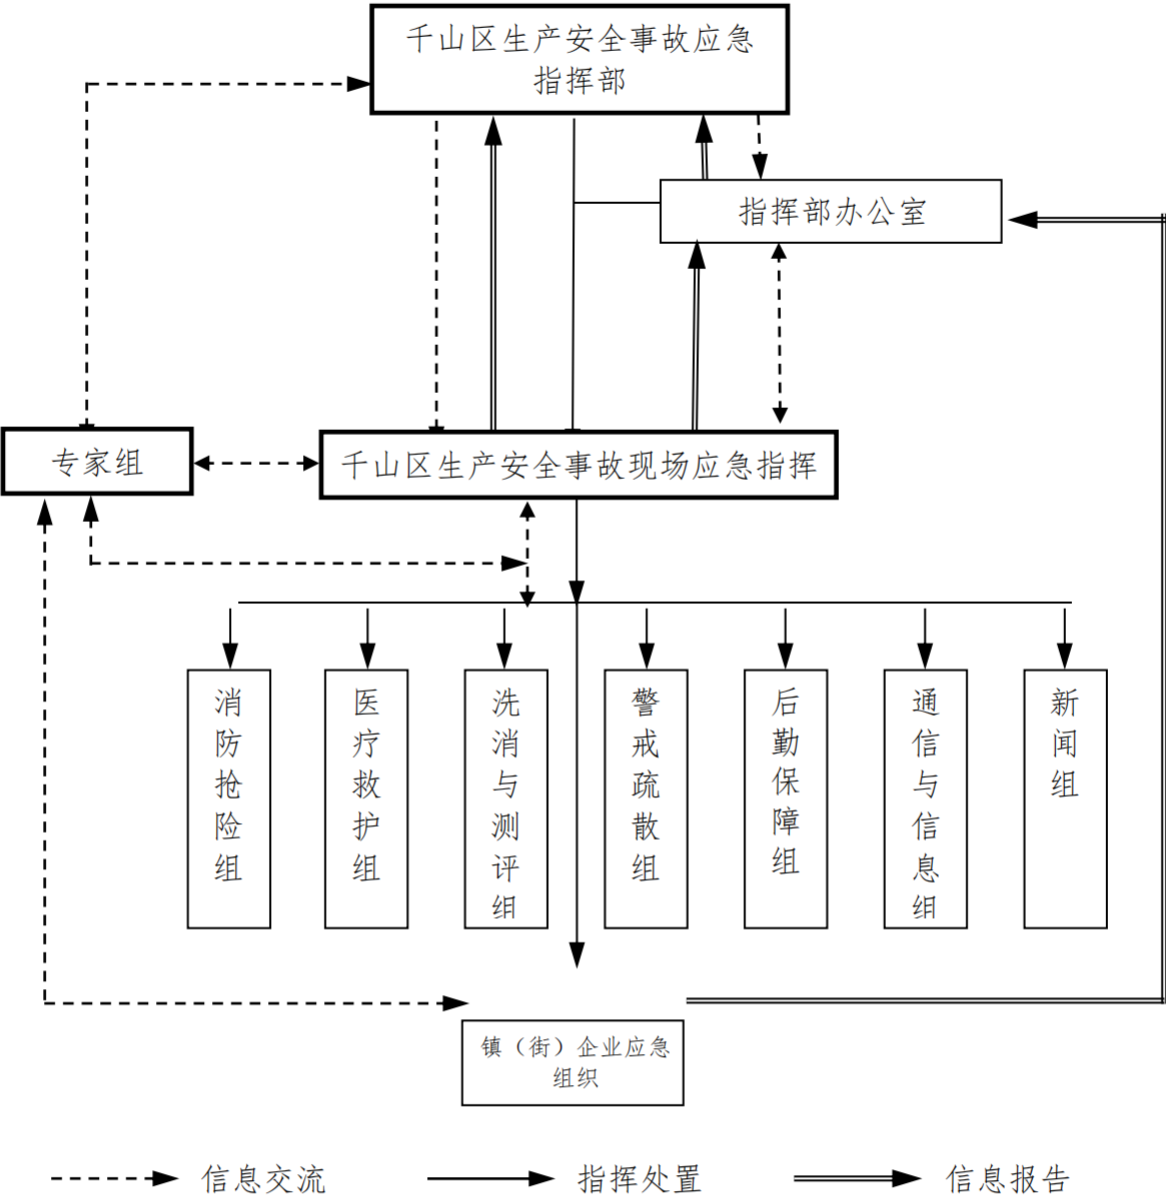 千山区生产安全事故应急
指挥部
指挥部办公室
专家组
千山区生产安全事故现场应急指挥
消防抢险组
医疗救护组
洗消与测评组
警戒疏散组
后勤保障组
通信与信息组
新闻组
镇（街）企业应急
组织
信息交流
指挥处置
信息报告